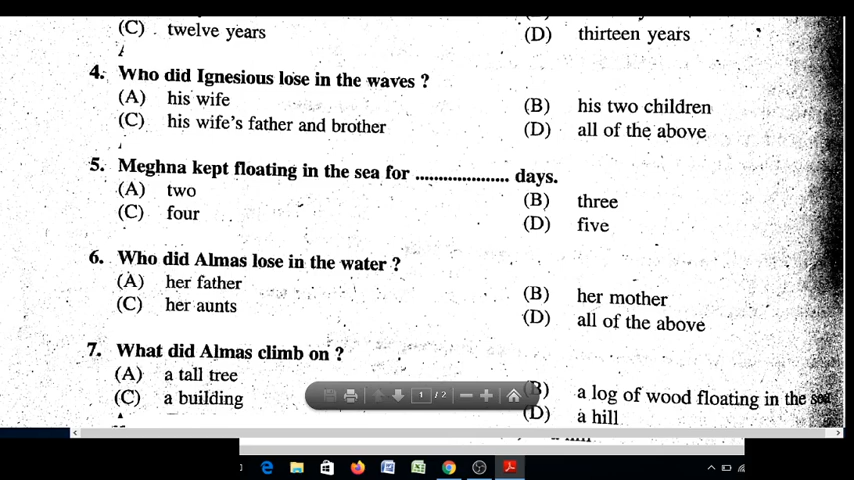 (C) . twelve years (D) thirteen years
4. Who did Ignesious lose in the waves ?
(A) his wife (B) his two children
(C) his wife's father and brother (D) all of the above
5. Meghna kept floating in the sea for .................... days.
(A) two (B) three
(C) four (D) five
6. Who did Almas lose in the water ?
(A) her father (B) her mother
(C) her aunts (D) all of the above
7. What did Almas climb on ?
(A) a tall tree (B) a log of wood floating in the sea
(C) a building (D) a hill
1 / 2